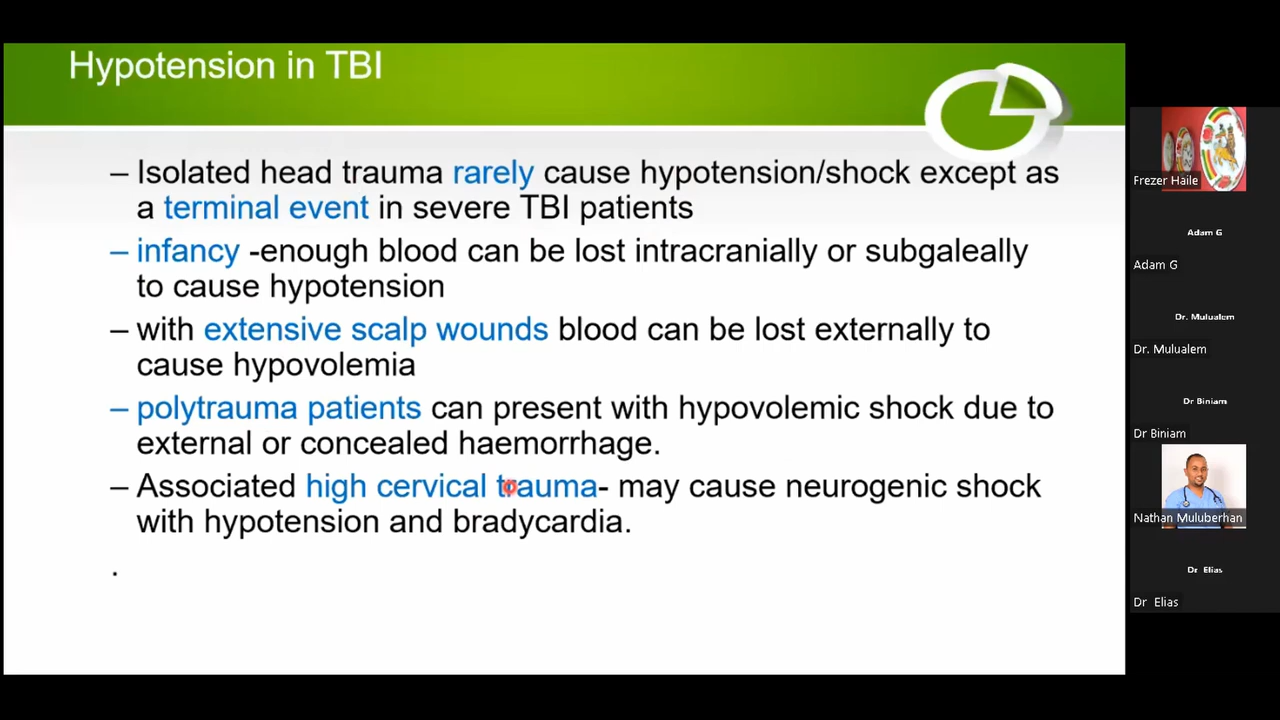 Hypotension in TBI
– Isolated head trauma rarely cause hypotension/shock except as
a terminal event in severe TBI patients
– infancy -enough blood can be lost intracranially or subgaleally
to cause hypotension
– with extensive scalp wounds blood can be lost externally to
cause hypovolemia
– polytrauma patients can present with hypovolemic shock due to
external or concealed haemorrhage.
– Associated high cervical trauma- may cause neurogenic shock
with hypotension and bradycardia.
.
Frezer Haile
Adam G
Adam G
Dr. Mulualem
Dr. Mulualem
Dr Biniam
Dr Biniam
Nathan Muluberhan
Dr Elias
Dr Elias